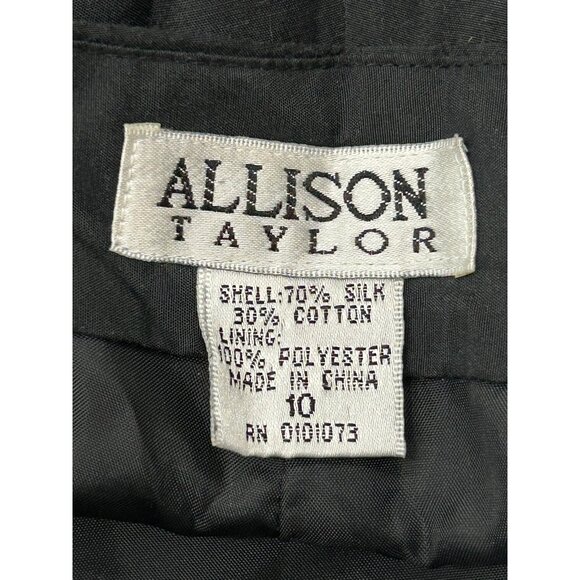 ALLISON
TAYLOR
SHELL:70% SILK
30% COTTON
LINING:
100% POLYESTER
MADE IN CHINA
10
RN 0101073